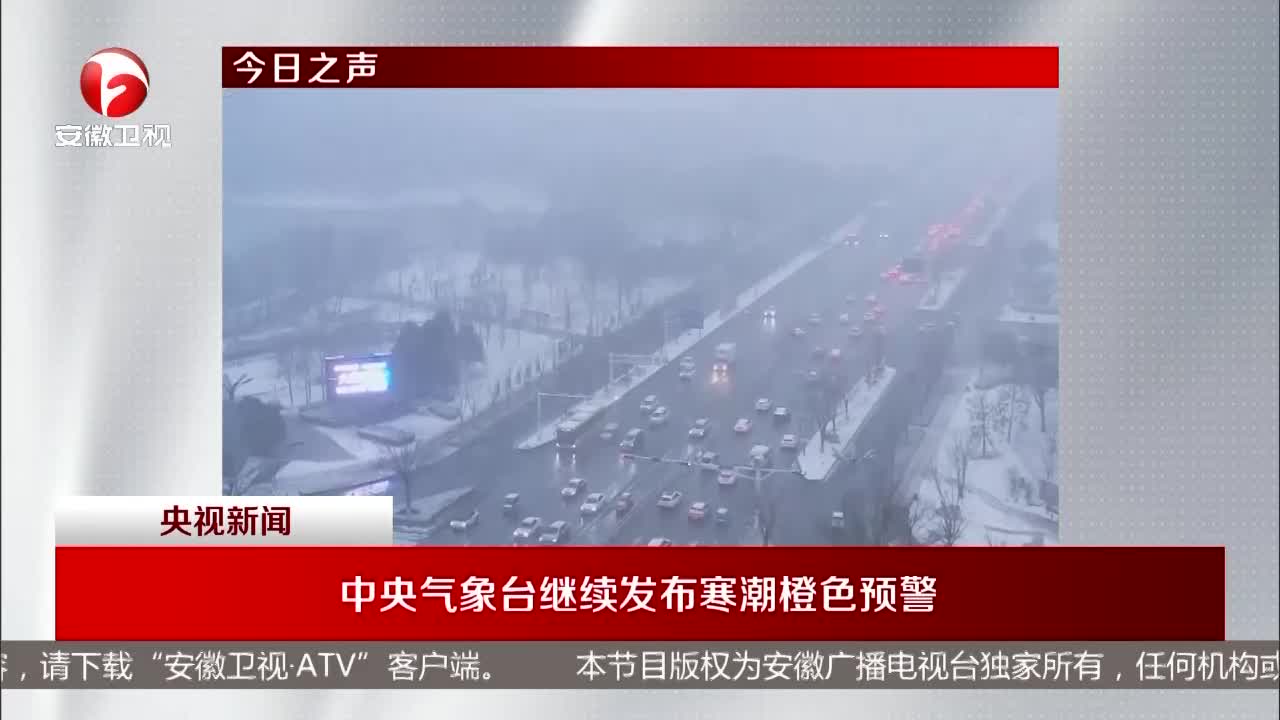 今日之声
安徽卫视
央视新闻
中央气象台继续发布寒潮橙色预警
，请下载“安徽卫视·ATV”客户端。 本节目版权为安徽广播电视台独家所有，任何机构或